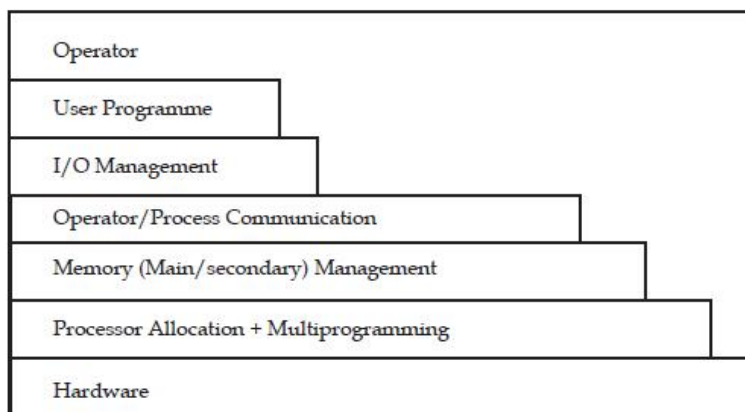 Operator
User Programme
I/O Management
Operator/Process Communication
Memory (Main/secondary) Management
Processor Allocation + Multiprogramming
Hardware